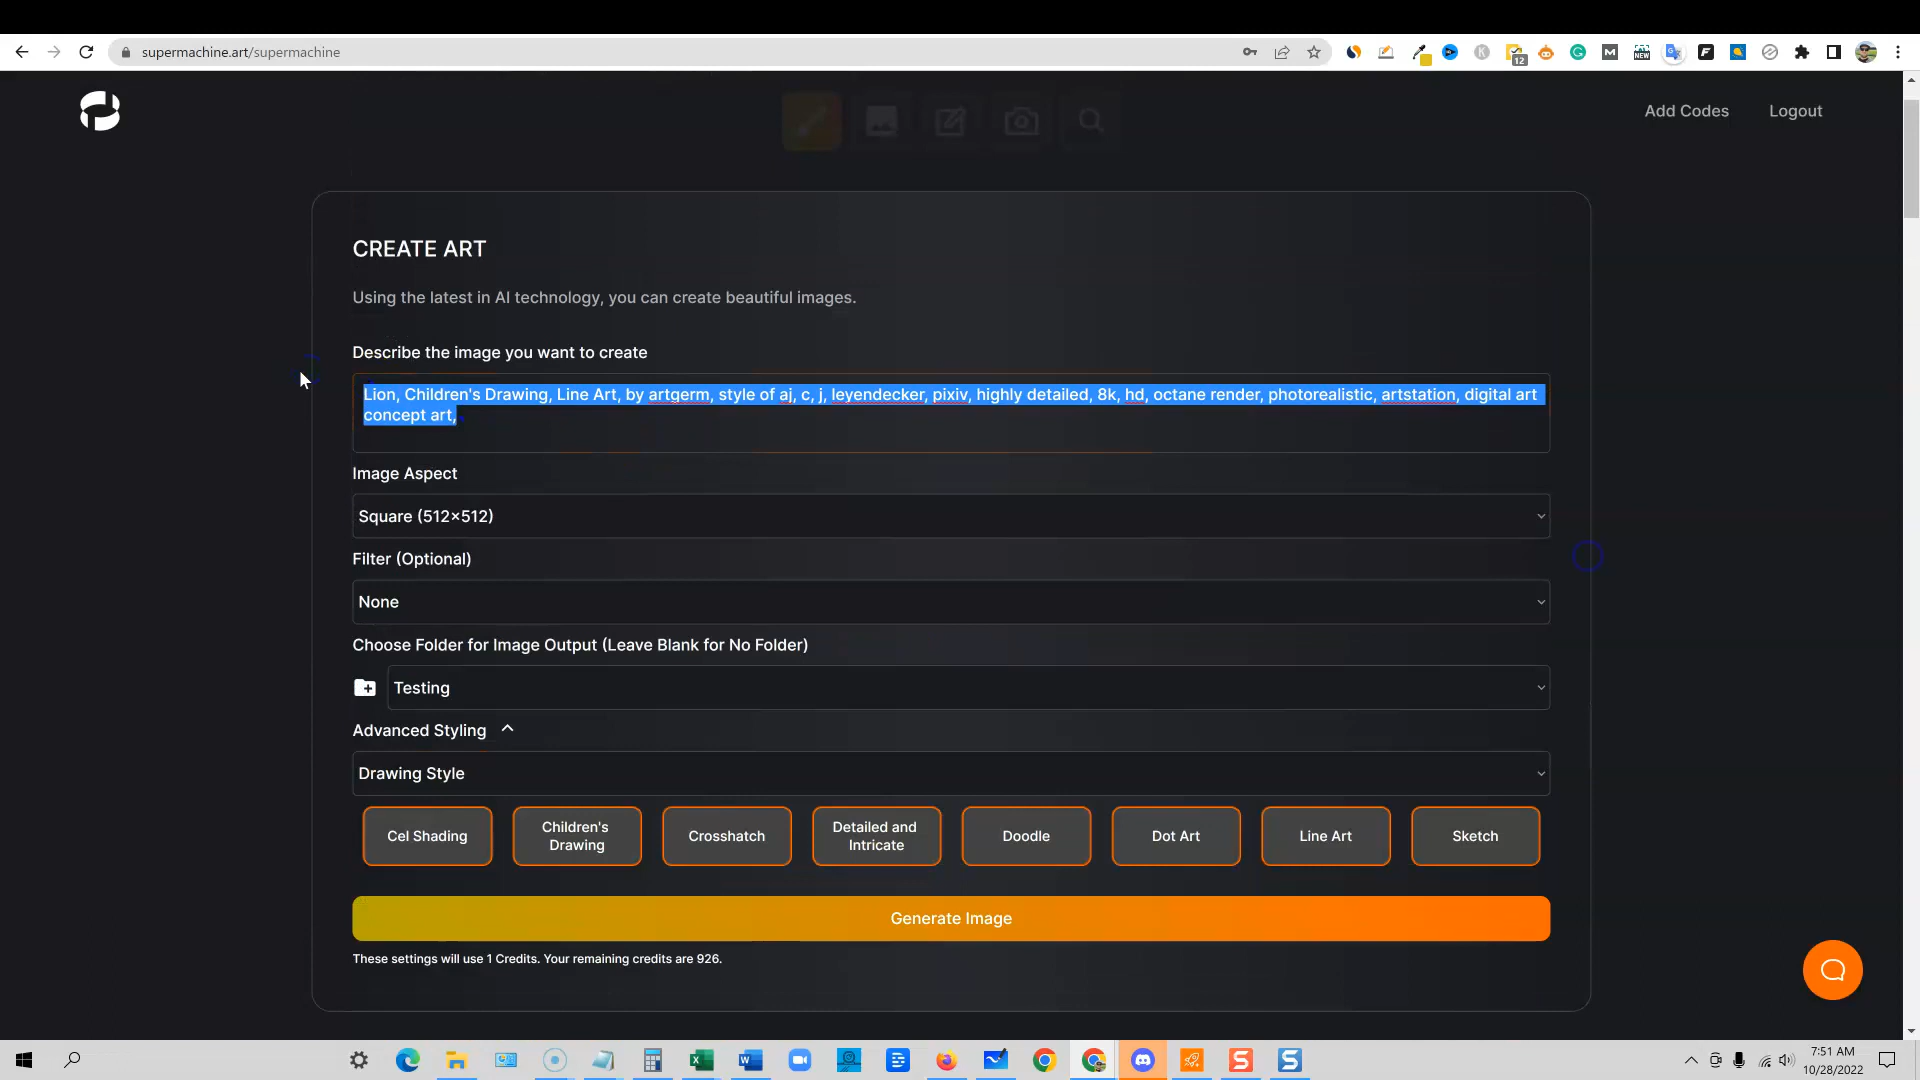 supermachine.art/supermachine
12
NEW
Add Codes
Logout
CREATE ART
Using the latest in AI technology, you can create beautiful images.
Describe the image you want to create
Lion, Children's Drawing, Line Art, by artgerm, style of aj, c, j, leyendecker, pixiv, highly detailed, 8k, hd, octane render, photorealistic, artstation, digital art
concept art,
Image Aspect
Square (512×512)
Filter (Optional)
None
Choose Folder for Image Output (Leave Blank for No Folder)
Testing
Advanced Styling
Drawing Style
Cel Shading
Children's
Drawing
Crosshatch
Detailed and
Intricate
Doodle
Dot Art
Line Art
Sketch
Generate Image
These settings will use 1 Credits. Your remaining credits are 926.
7:51 AM
10/28/2022